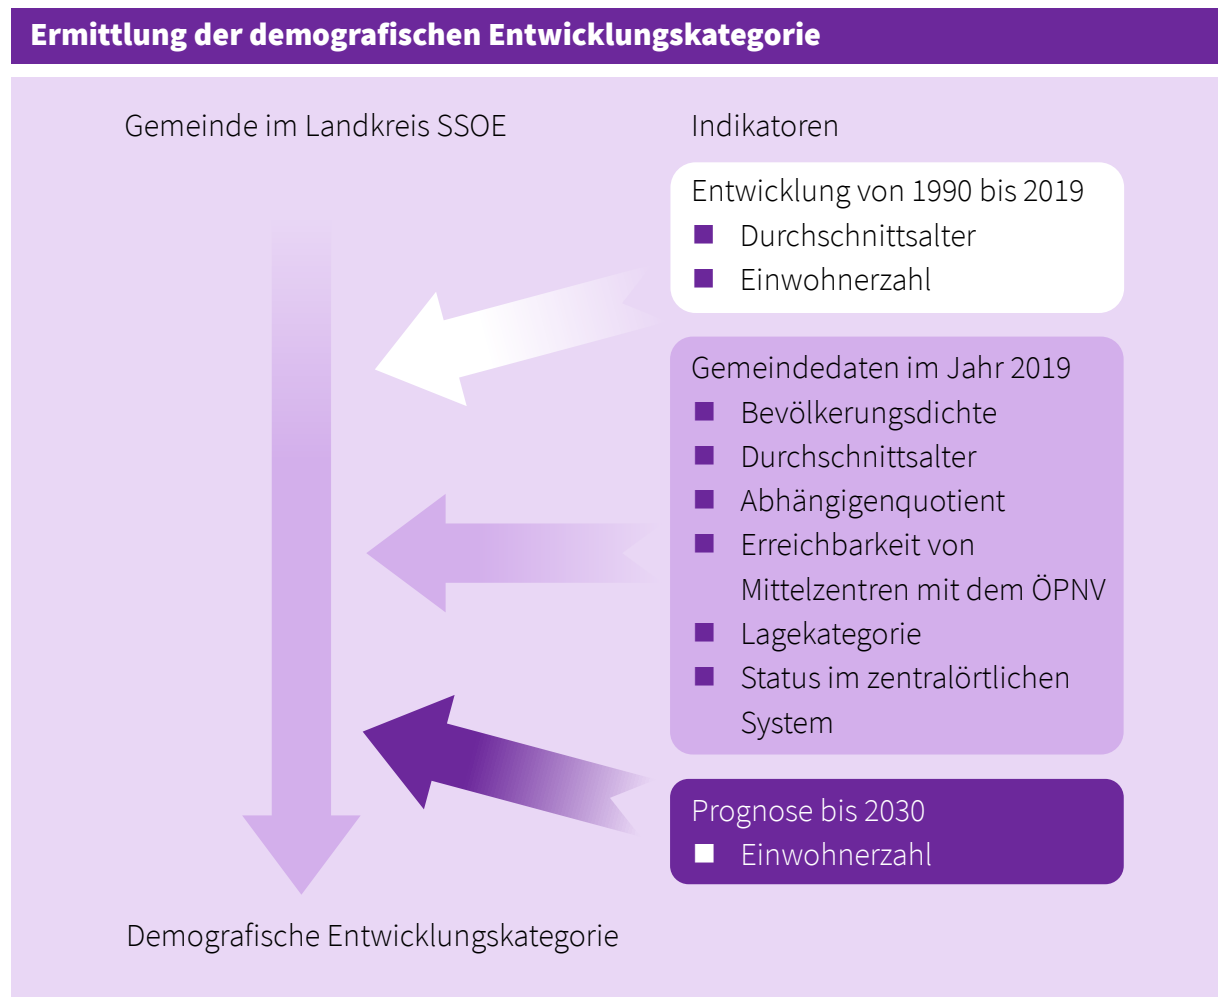 Ermittlung der demografischen Entwicklungskategorie
Gemeinde im Landkreis SSOE
Indikatoren
Entwicklung von 1990 bis 2019
Durchschnittsalter
Einwohnerzahl
Gemeindedaten im Jahr 2019
Bevölkerungsdichte
Durchschnittsalter
Abhängigenquotient
Erreichbarkeit von
Mittelzentren mit dem ÖPNV
Lagekategorie
Status im zentralörtlichen
System
Prognose bis 2030
Einwohnerzahl
Demografische Entwicklungskategorie